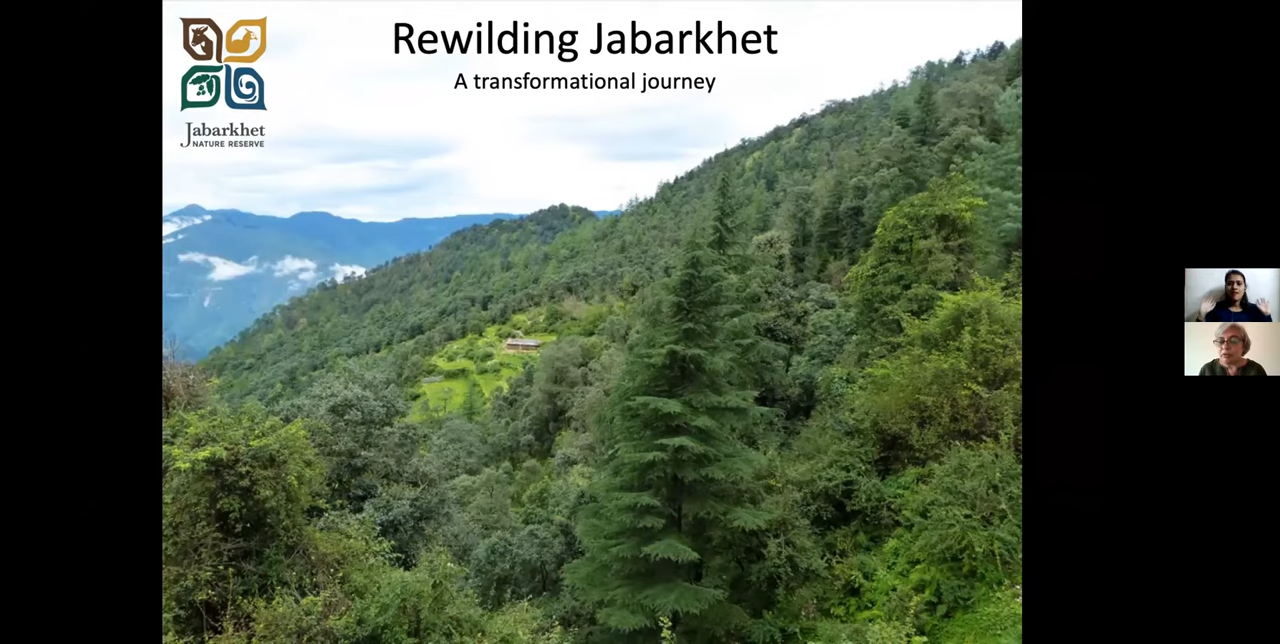 Rewilding Jabarkhet
A transformational journey
Jabarkhet
NATURE RESERVE